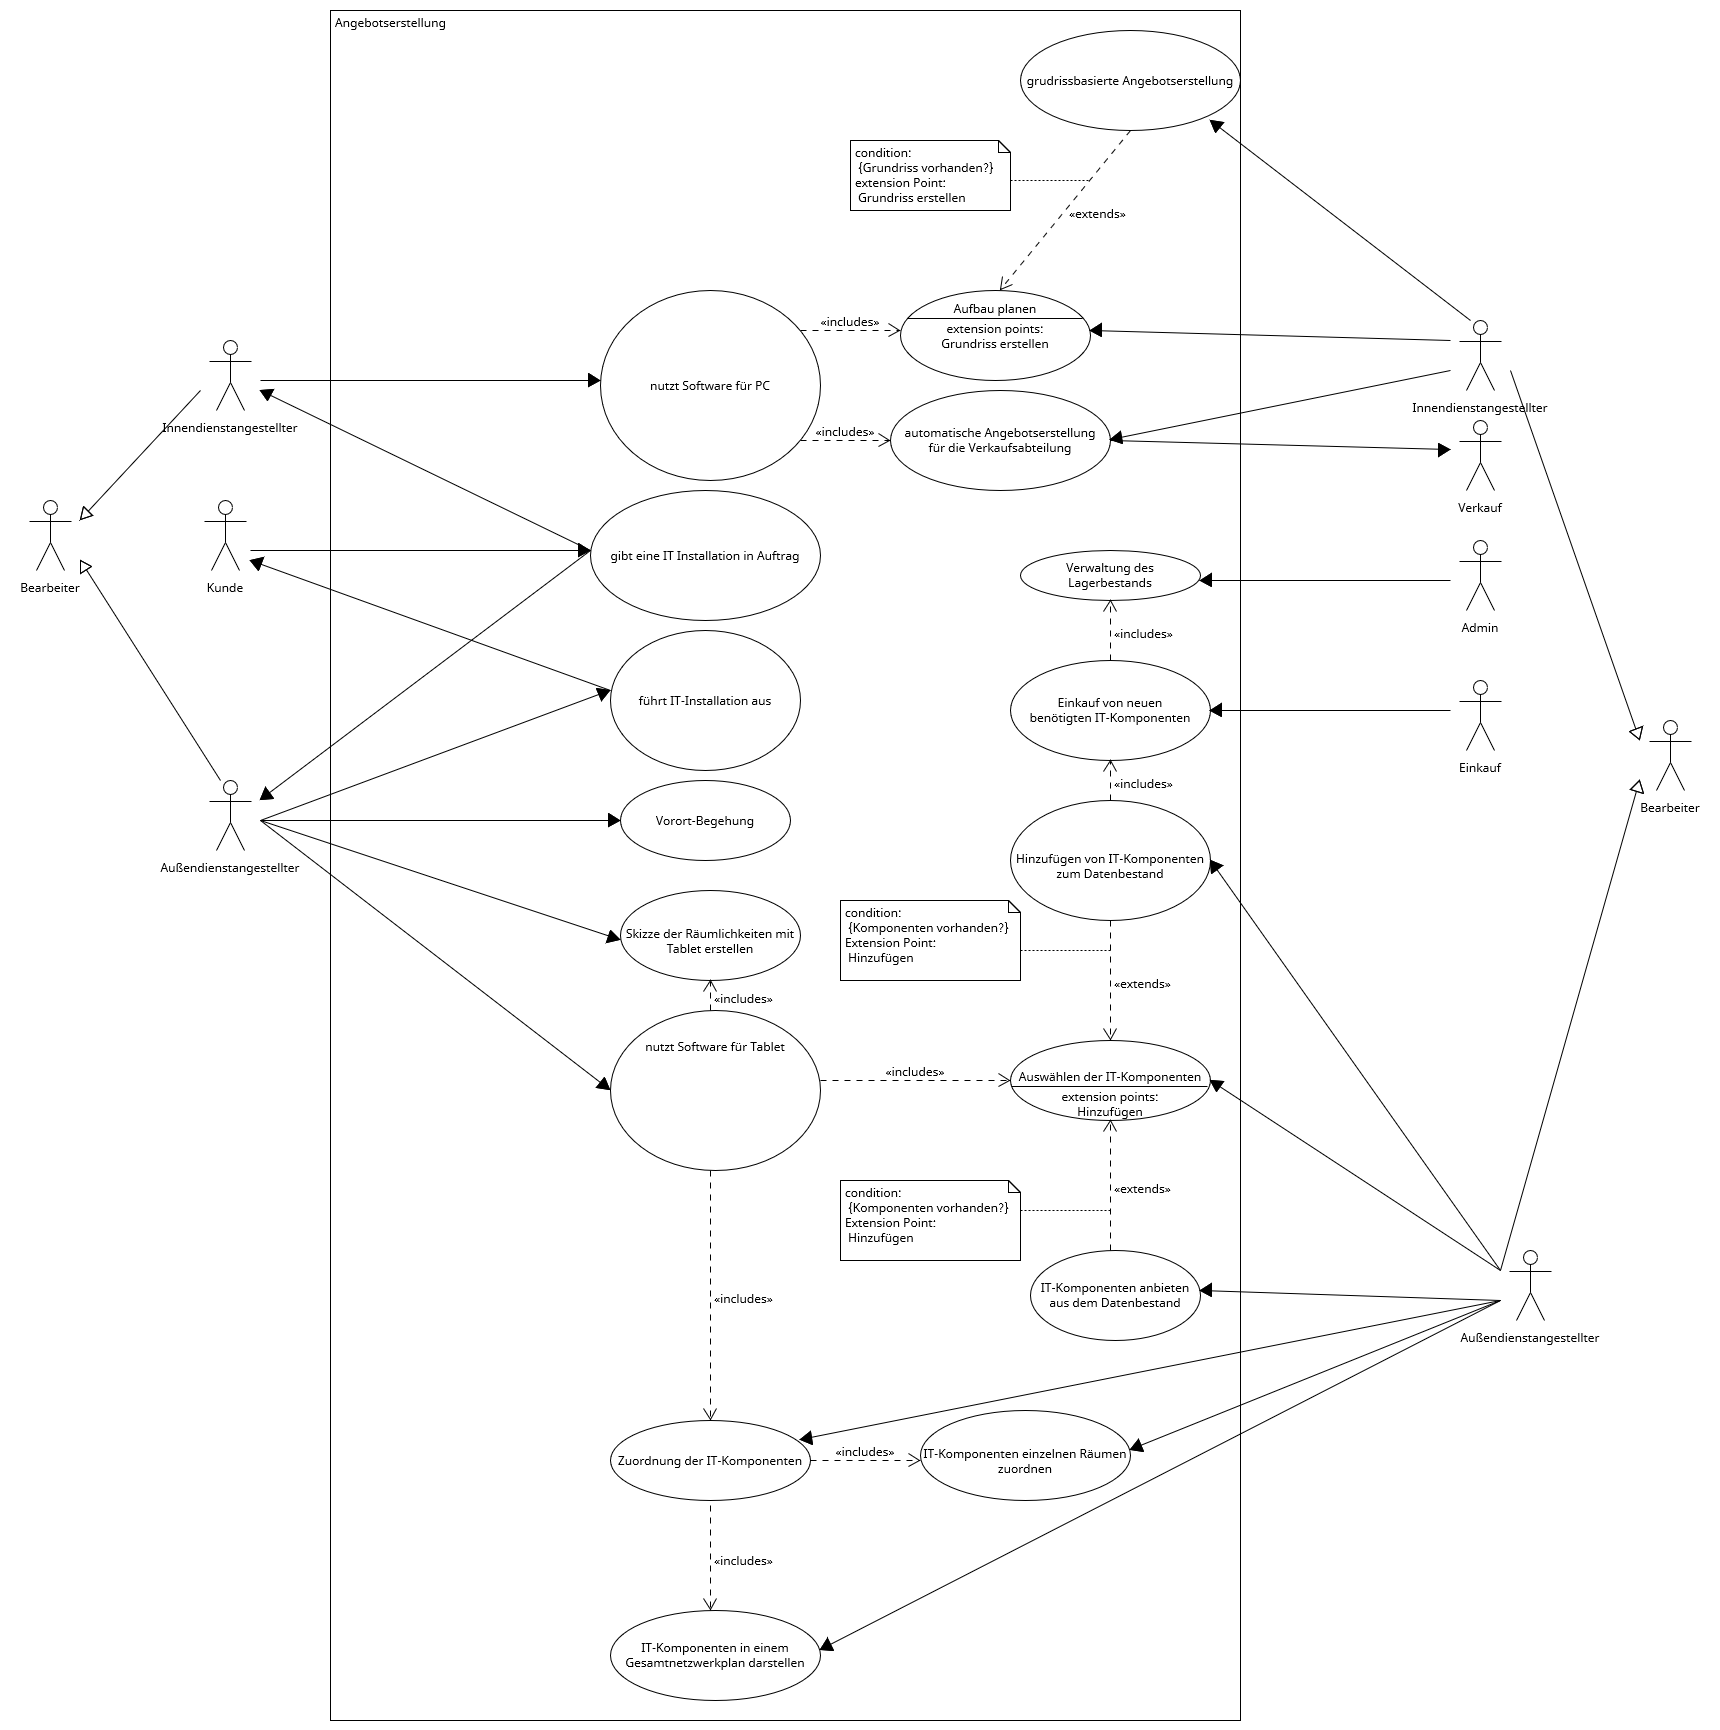 Angebotserstellung
grudrissbasierte Angebotserstellung
condition:
{Grundriss vorhanden?}
extension Point:
Grundriss erstellen
«extends»
Aufbau planen
extension points:
Grundriss erstellen
«includes»
nutzt Software für PC
«includes»
automatische Angebotserstellung
für die Verkaufsabteilung
Innendienstangestellter
Innendienstangestellter
Verkauf
gibt eine IT Installation in Auftrag
Verwaltung des
Lagerbestands
Bearbeiter
Kunde
Admin
«includes»
führt IT-Installation aus
Einkauf von neuen
benötigten IT-Komponenten
Einkauf
«includes»
Bearbeiter
Vorort-Begehung
Außendienstangestellter
Hinzufügen von IT-Komponenten
zum Datenbestand
condition:
{Komponenten vorhanden?}
Extension Point:
Hinzufügen
Skizze der Räumlichkeiten mit
Tablet erstellen
«extends»
«includes»
nutzt Software für Tablet
«includes»
Auswählen der IT-Komponenten
extension points:
Hinzufügen
condition:
{Komponenten vorhanden?}
Extension Point:
Hinzufügen
«extends»
IT-Komponenten anbieten
aus dem Datenbestand
«includes»
Außendienstangestellter
Zuordnung der IT-Komponenten
«includes»
IT-Komponenten einzelnen Räumen
zuordnen
«includes»
IT-Komponenten in einem
Gesamtnetzwerkplan darstellen